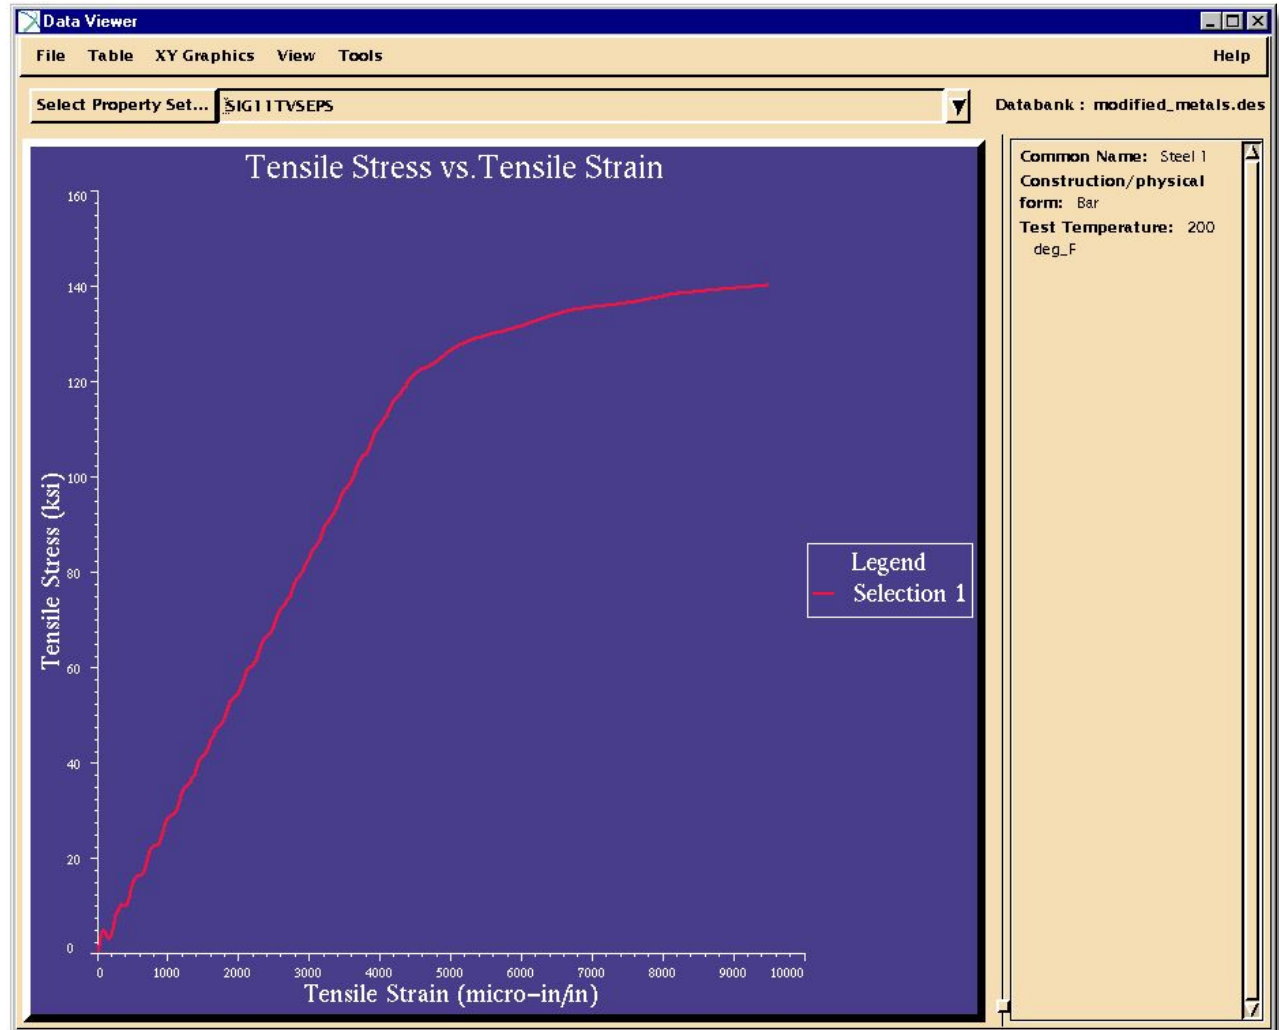 Data Viewer
File Table XY Graphics View Tools Help
Select Property Set... SIG11TVSEPS Databank : modified_metals.des
Tensile Stress vs.Tensile Strain
160
140
120
100
80
60
40
20
0
Tensile Stress (ksi)
0 1000 2000 3000 4000 5000 6000 7000 8000 9000 10000
Tensile Strain (micro-in/in)
Legend
Selection 1
Common Name: Steel 1
Construction/physical
form: Bar
Test Temperature: 200
deg_F